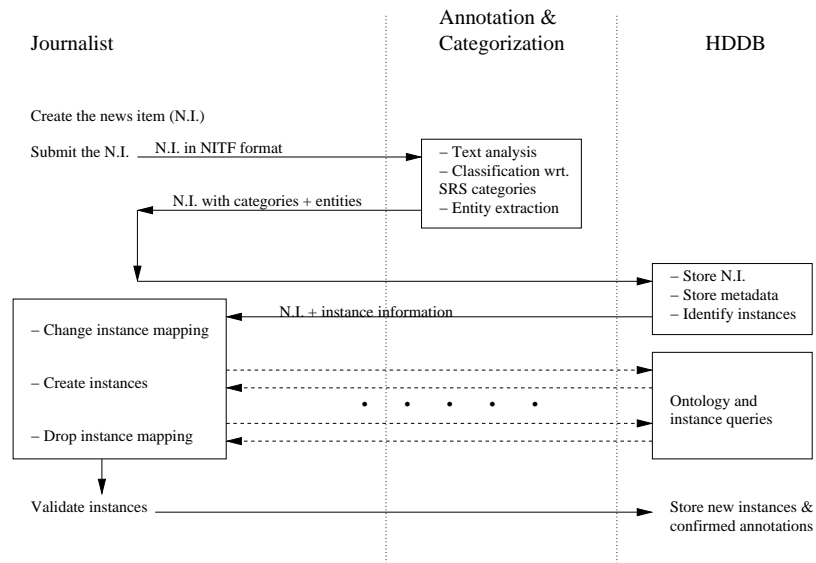 Journalist
Annotation &
Categorization
HDDB
Create the news item (N.I.)
Submit the N.I.
N.I. in NITF format
– Text analysis
– Classification wrt.
SRS categories
– Entity extraction
N.I. with categories + entities
– Store N.I.
– Store metadata
– Identify instances
N.I. + instance information
– Change instance mapping
– Create instances
– Drop instance mapping
Ontology and
instance queries
Validate instances
Store new instances &
confirmed annotations